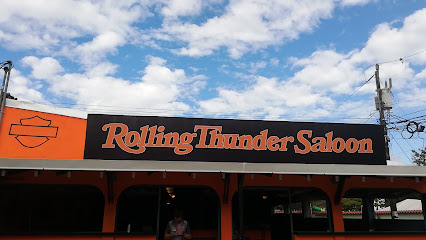 Rolling Thunder Saloon